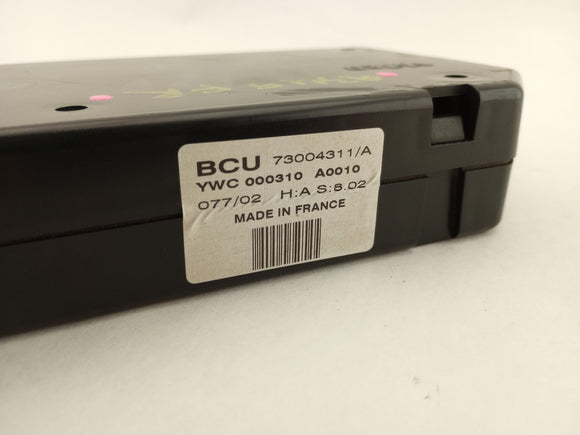 BCU 73004311/A
YWC 000310 A0010
077/02 H:A S:8.02
MADE IN FRANCE